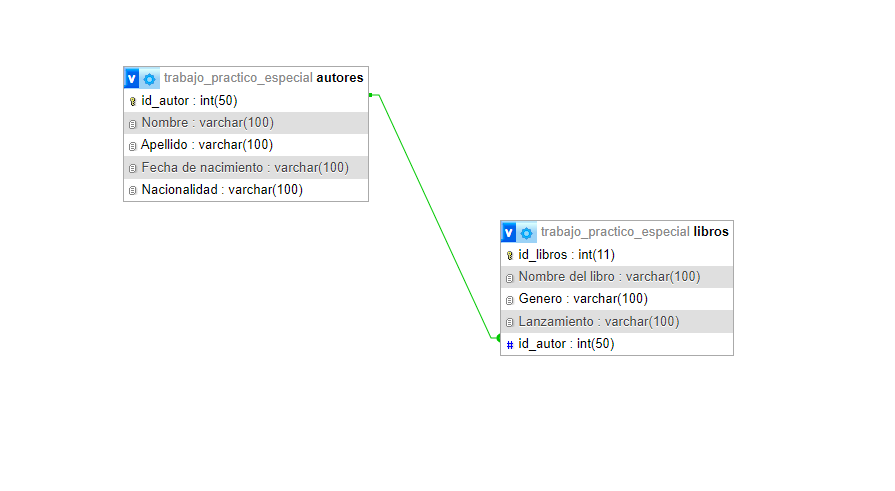 v trabajo_practico_especial autores
id_autor : int(50)
Nombre : varchar(100)
Apellido : varchar(100)
Fecha de nacimiento : varchar(100)
Nacionalidad : varchar(100)
v trabajo_practico_especial libros
id_libros : int(11)
Nombre del libro : varchar(100)
Genero : varchar(100)
Lanzamiento : varchar(100)
# id_autor : int(50)